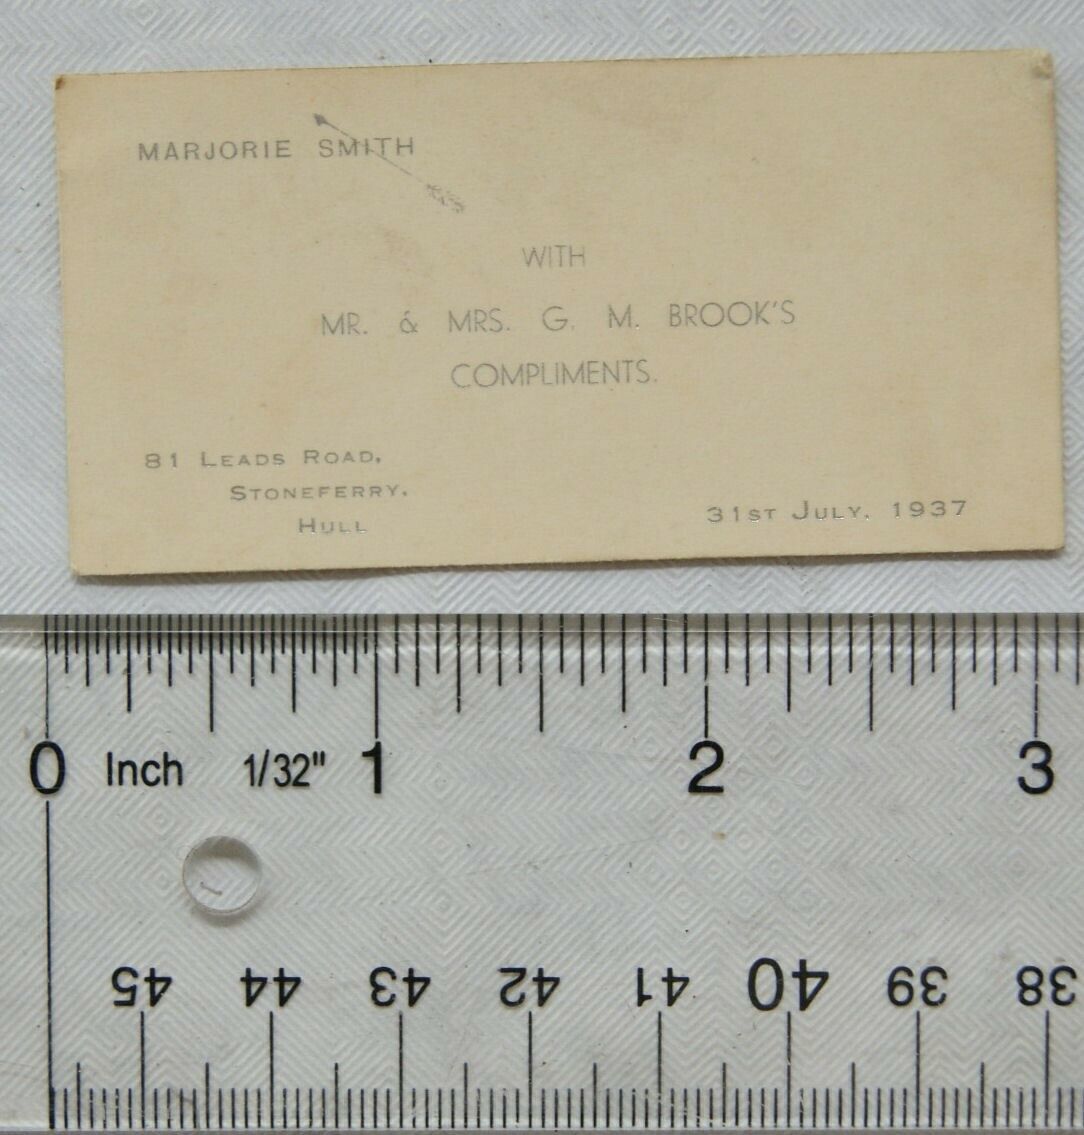 MARJORIE SMITH
WITH
MR. & MRS. G. M. BROOK'S
COMPLIMENTS.
81 LEADS ROAD,
STONEFERRY,
HULL
31ST JULY, 1937
0 Inch 1/32" 1 2 3
45 44 43 42 41 40 39 38